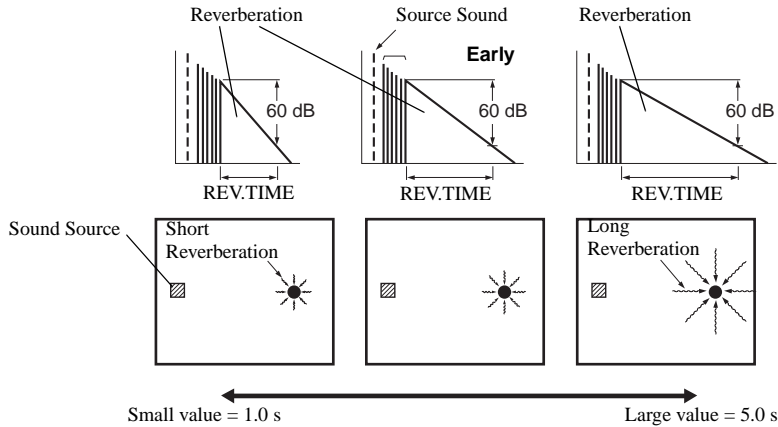 Reverberation
Source Sound
Reverberation
Early
60 dB
60 dB
60 dB
REV.TIME
REV.TIME
REV.TIME
Sound Source
Short
Reverberation
Long
Reverberation
Small value = 1.0 s
Large value = 5.0 s